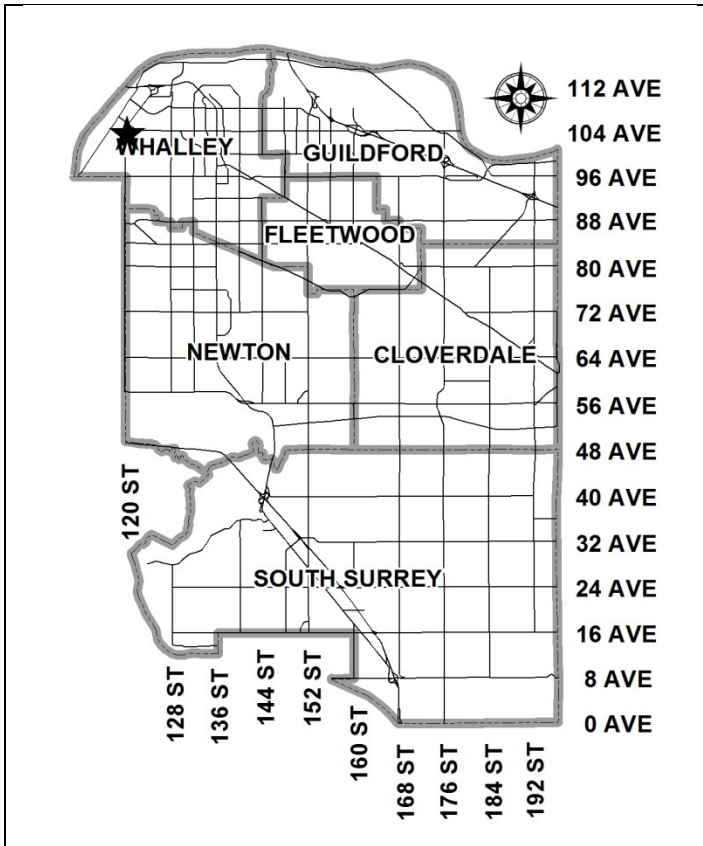 112 AVE
104 AVE
WHALLEY
GUILDFORD
96 AVE
88 AVE
FLEETWOOD
80 AVE
72 AVE
NEWTON
CLOVERDALE
64 AVE
56 AVE
48 AVE
120 ST
40 AVE
32 AVE
SOUTH SURREY
24 AVE
16 AVE
8 AVE
0 AVE
128 ST
136 ST
144 ST
152 ST
160 ST
168 ST
176 ST
184 ST
192 ST